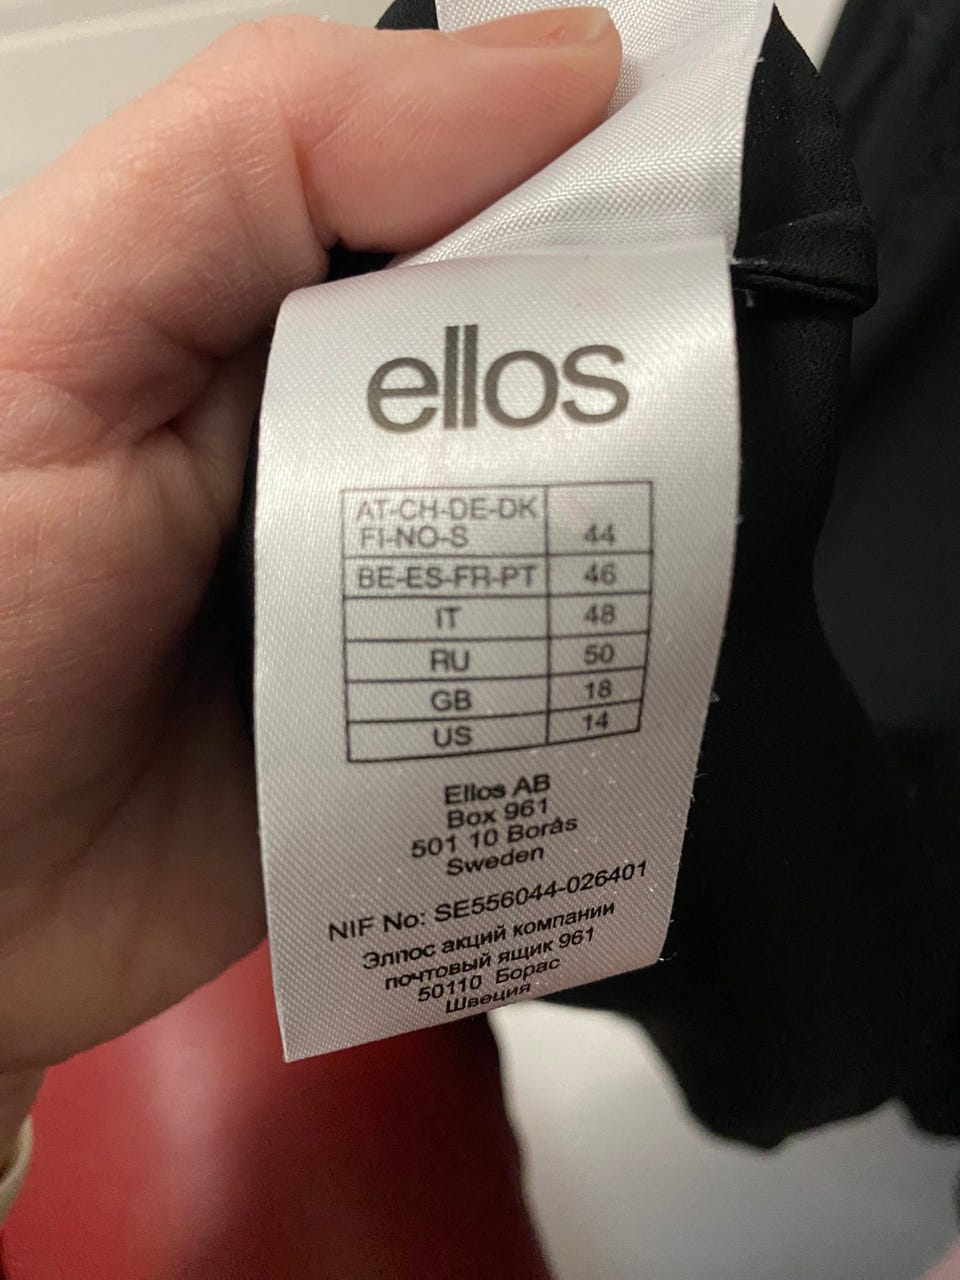 ellos
AT-CH-DE-DK
FI-NO-S 44
BE-ES-FR-PT 46
IT 48
RU 50
GB 18
US 14
Ellos AB
Box 961
501 10 Borås
Sweden
NIF No: SE556044-026401
Эллос акций компании
почтовый ящик 961
50110 Борас
Швеция